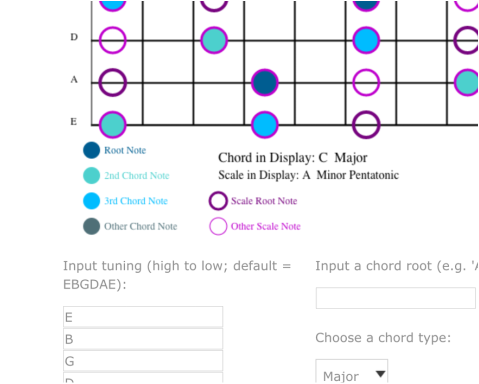 D
A
E
Root Note
Chord in Display: C Major
2nd Chord Note
Scale in Display: A Minor Pentatonic
3rd Chord Note
Scale Root Note
Other Chord Note
Other Scale Note
Input tuning (high to low; default =
EBGDAE):
Input a chord root (e.g. 'A
E
B
G
D
Choose a chord type:
Major